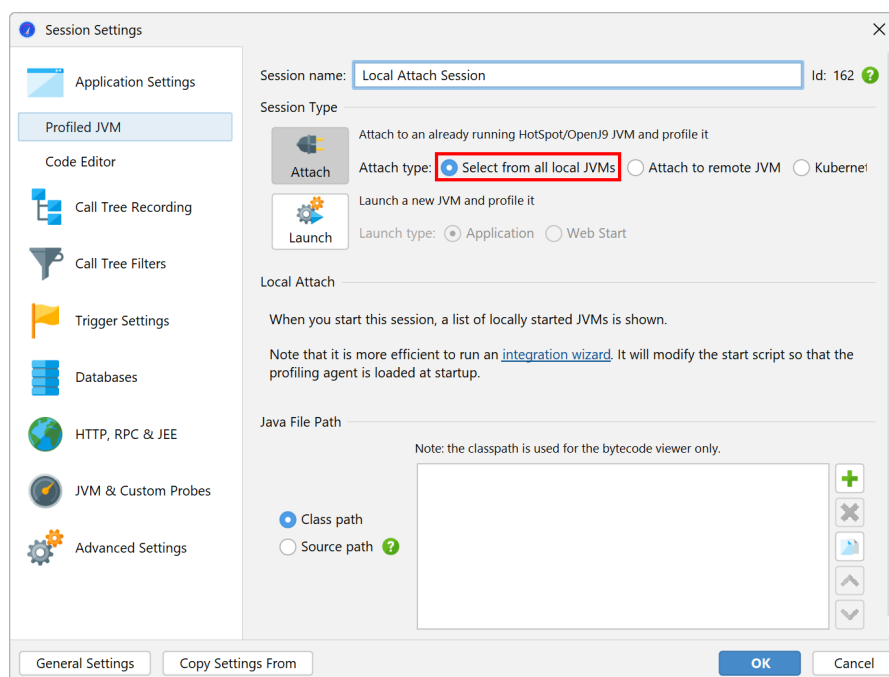 Session Settings
Application Settings
Profiled JVM
Code Editor
Call Tree Recording
Call Tree Filters
Trigger Settings
Databases
HTTP, RPC & JEE
JVM & Custom Probes
Advanced Settings
Session name: Local Attach Session Id: 162
Session Type
Attach
Attach to an already running HotSpot/OpenJ9 JVM and profile it
Attach type: Select from all local JVMs Attach to remote JVM Kubernet
Launch
Launch a new JVM and profile it
Launch type: Application Web Start
Local Attach
When you start this session, a list of locally started JVMs is shown.
Note that it is more efficient to run an integration wizard. It will modify the start script so that the
profiling agent is loaded at startup.
Java File Path
Note: the classpath is used for the bytecode viewer only.
Class path
Source path
General Settings Copy Settings From OK Cancel